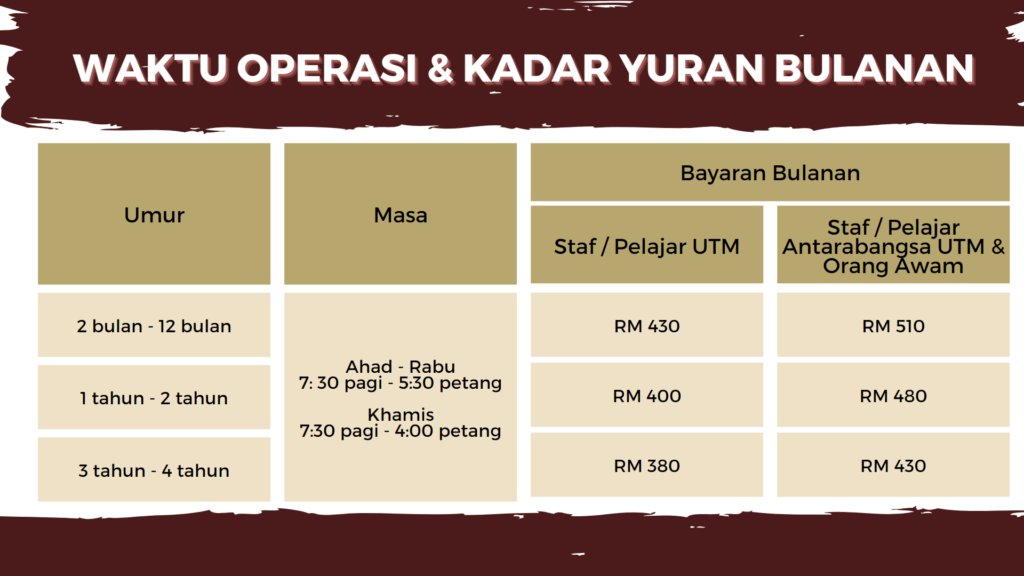 WAKTU OPERASI & KADAR YURAN BULANAN
Umur
Masa
Bayaran Bulanan
Staf / Pelajar UTM
Staf / Pelajar
Antarabangsa UTM &
Orang Awam
2 bulan - 12 bulan
Ahad - Rabu
7: 30 pagi - 5:30 petang
Khamis
7:30 pagi - 4:00 petang
RM 430
RM 510
1 tahun - 2 tahun
RM 400
RM 480
3 tahun - 4 tahun
RM 380
RM 430